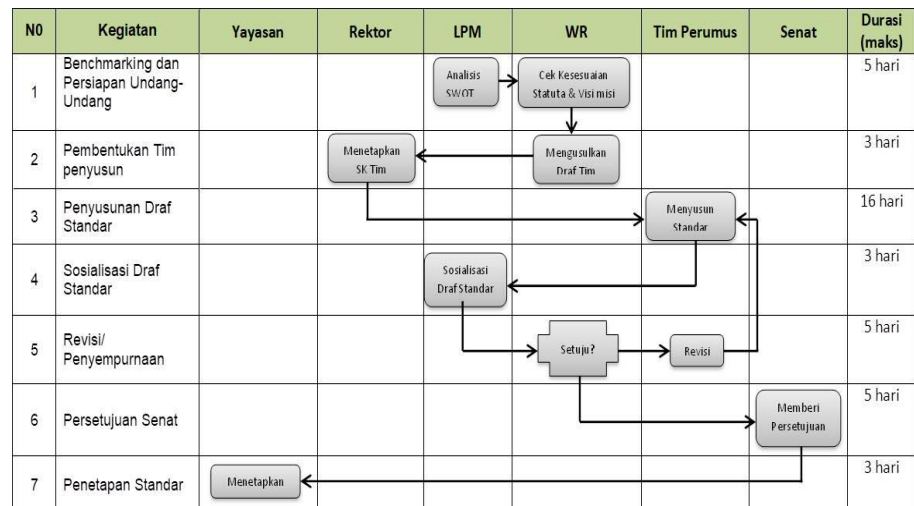 N0 Kegiatan Yayasan Rektor LPM WR Tim Perumus Senat Durasi
(maks)
1 Benchmarking dan
Persiapan Undang-
Undang
Analisis
SWOT
Cek Kesesuaian
Statuta & Visi misi
5 hari
2 Pembentukan Tim
penyusun
Menetapkan
SK Tim
Mengusulkan
Draf Tim
3 hari
3 Penyusunan Draf
Standar
Menyusun
Standar
16 hari
4 Sosialisasi Draf
Standar
Sosialisasi
Draf Standar
3 hari
5 Revisi/
Penyempurnaan
Setuju?
Revisi
5 hari
6 Persetujuan Senat
Memberi
Persetujuan
5 hari
7 Penetapan Standar
Menetapkan
3 hari